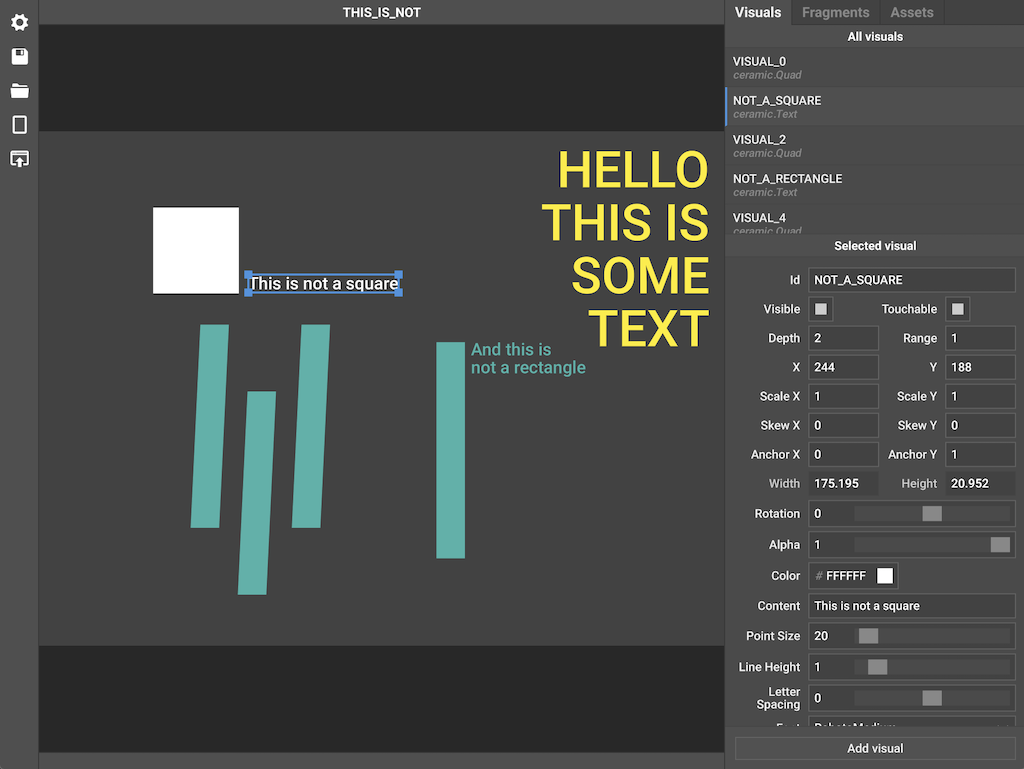 THIS_IS_NOT
HELLO
THIS IS
SOME
TEXT
This is not a square
And this is
not a rectangle
Visuals Fragments Assets
All visuals
VISUAL_0
ceramic.Quad
NOT_A_SQUARE
ceramic.Text
VISUAL_2
ceramic.Quad
NOT_A_RECTANGLE
ceramic.Text
VISUAL_4
ceramic.Quad
Selected visual
Id NOT_A_SQUARE
Visible Touchable
Depth 2 Range 1
X 244 Y 188
Scale X 1 Scale Y 1
Skew X 0 Skew Y 0
Anchor X 0 Anchor Y 1
Width 175.195 Height 20.952
Rotation 0
Alpha 1
Color # FFFFFF
Content This is not a square
Point Size 20
Line Height 1
Letter
Spacing 0
Add visual